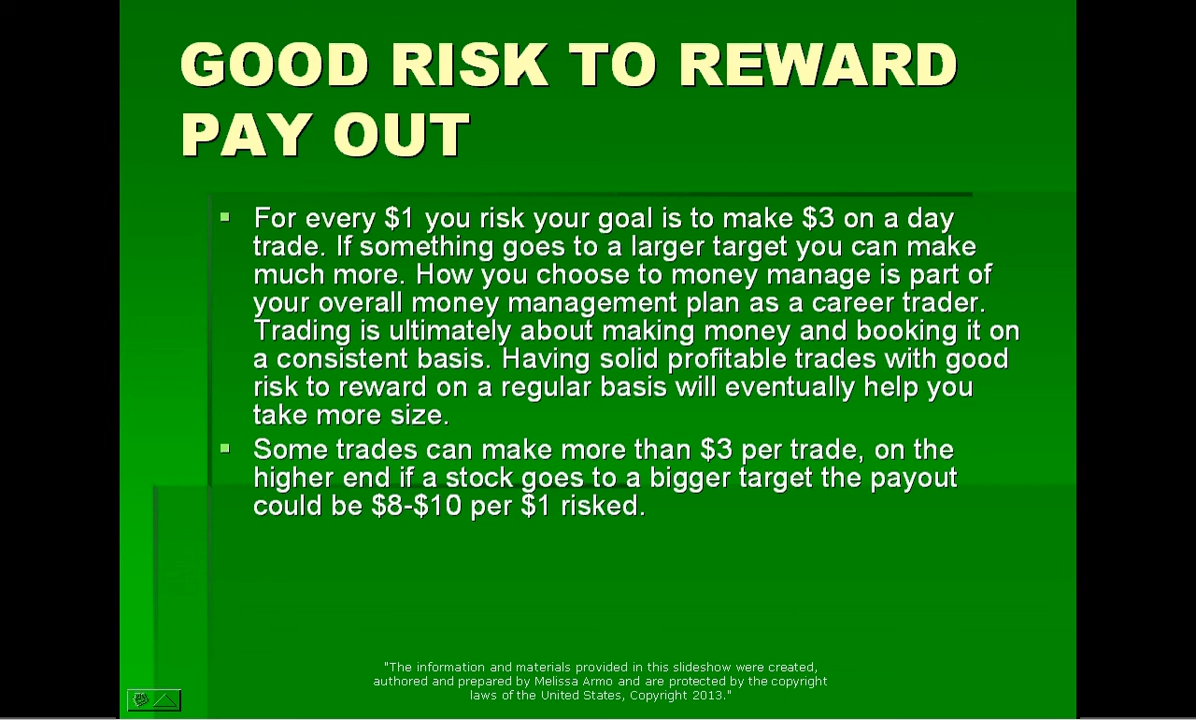 GOOD RISK TO REWARD
PAY OUT
For every $1 you risk your goal is to make $3 on a day
trade. If something goes to a larger target you can make
much more. How you choose to money manage is part of
your overall money management plan as a career trader.
Trading is ultimately about making money and booking it on
a consistent basis. Having solid profitable trades with good
risk to reward on a regular basis will eventually help you
take more size.
Some trades can make more than $3 per trade, on the
higher end if a stock goes to a bigger target the payout
could be $8-$10 per $1 risked.
"The information and materials provided in this slideshow were created,
authored and prepared by Melissa Armo and are protected by the copyright
laws of the United States, Copyright 2013."